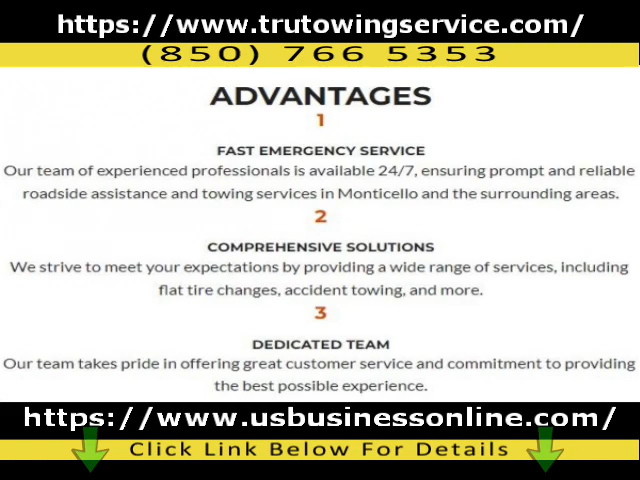 https://www.trutowingservice.com/
(850) 766 5353
ADVANTAGES
1
FAST EMERGENCY SERVICE
Our team of experienced professionals is available 24/7, ensuring prompt and reliable
roadside assistance and towing services in Monticello and the surrounding areas.
2
COMPREHENSIVE SOLUTIONS
We strive to meet your expectations by providing a wide range of services, including
flat tire changes, accident towing, and more.
3
DEDICATED TEAM
Our team takes pride in offering great customer service and commitment to providing
the best possible experience.
https://www.usbusinessonline.com/
Click Link Below For Details